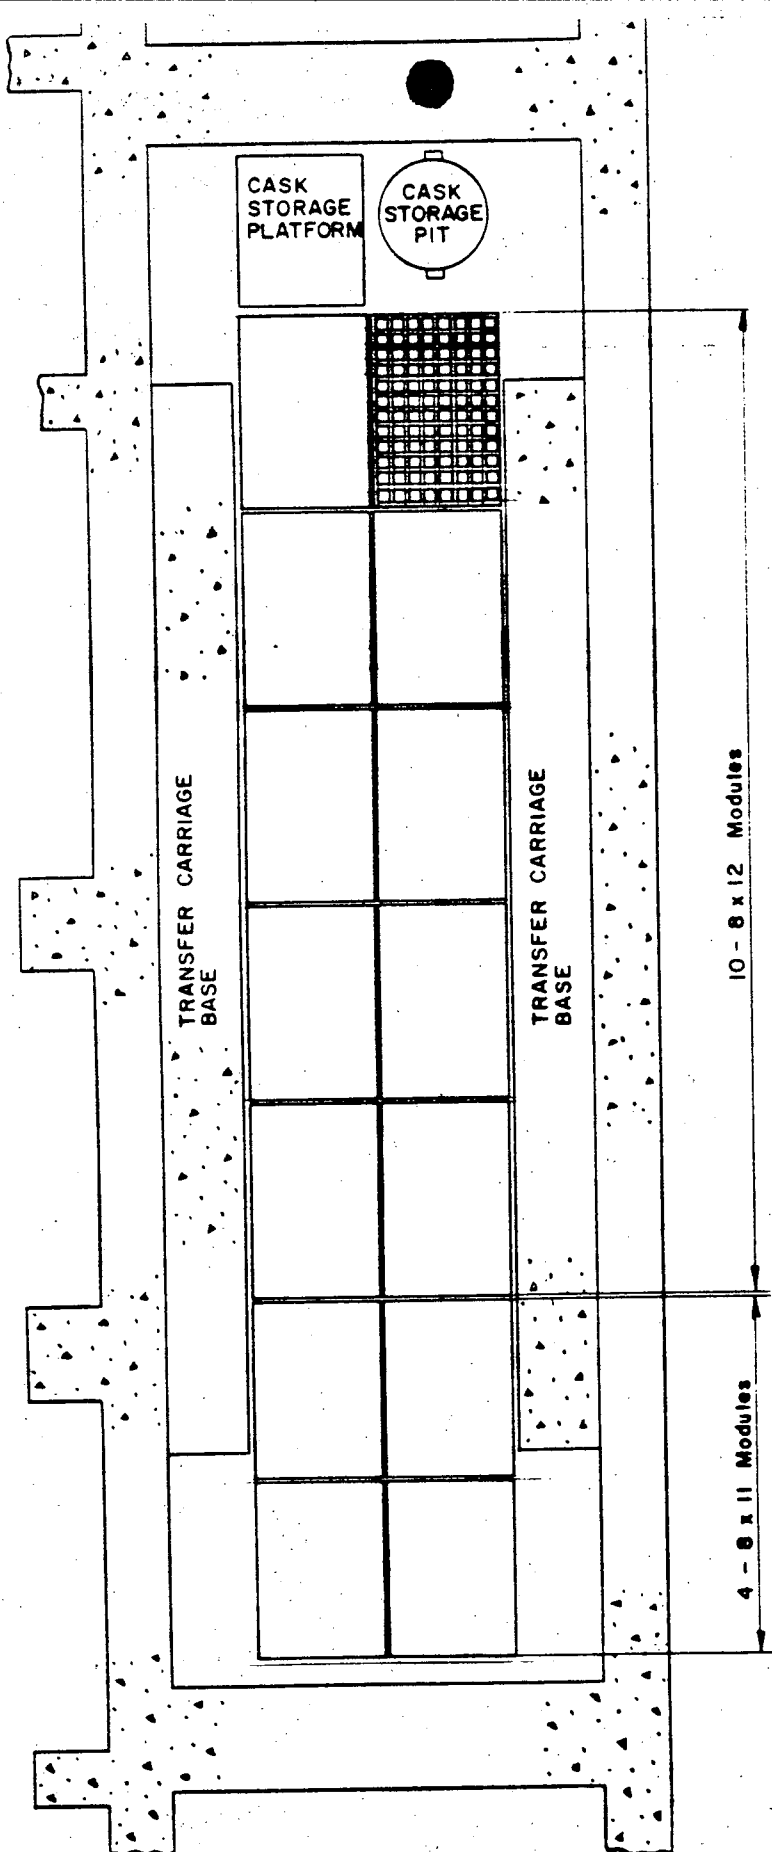 CASK
STORAGE
PLATFORM
CASK
STORAGE
PIT
TRANSFER CARRIAGE
BASE
TRANSFER CARRIAGE
BASE
10 - 8 x 12 Modules
4 - 8 x 11 Modules